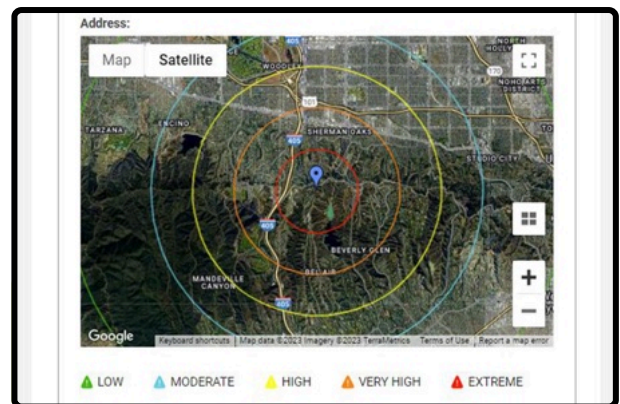 Address:
Map
Satellite
405
WOODLEY
NORTH
HOLLYWOOD
170
NOHO ARTS
DISTRICT
101
TARZANA
ENCINO
SHERMAN OAKS
405
STUDIO CITY
TO
405
BEVERLY GLEN
BEL AIR
MANDEVILLE
CANYON
405
Google
Keyboard shortcuts
Map data ©2023 Imagery ©2023 TerraMetrics
Terms of Use
Report a map error
LOW
MODERATE
HIGH
VERY HIGH
EXTREME